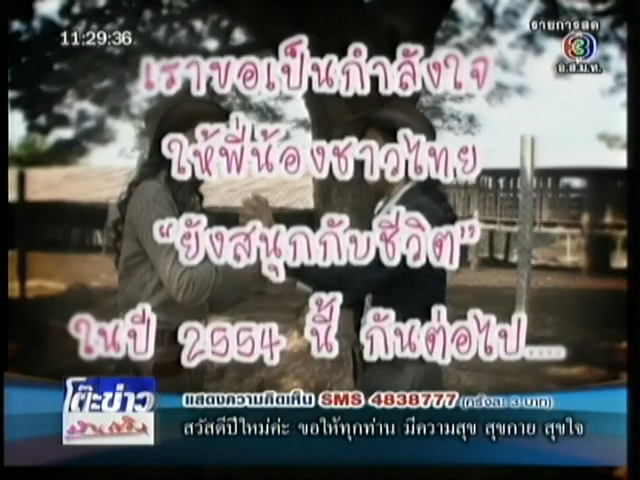 11:29:36
รายการสด
3
อ.ส.ม.ท.
เราขอเป็นกำลังใจ
ให้พี่น้องชาวไทย
“ยังสนุกกับชีวิต”
ในปี 2554 นี้ กันต่อไป....
โต๊ะข่าว
บันเทิง
แสดงความคิดเห็น SMS 4838777 (ครั้งละ 3 บาท)
สวัสดีปีใหม่ค่ะ ขอให้ทุกท่าน มีความสุข สุขกาย สุขใจ